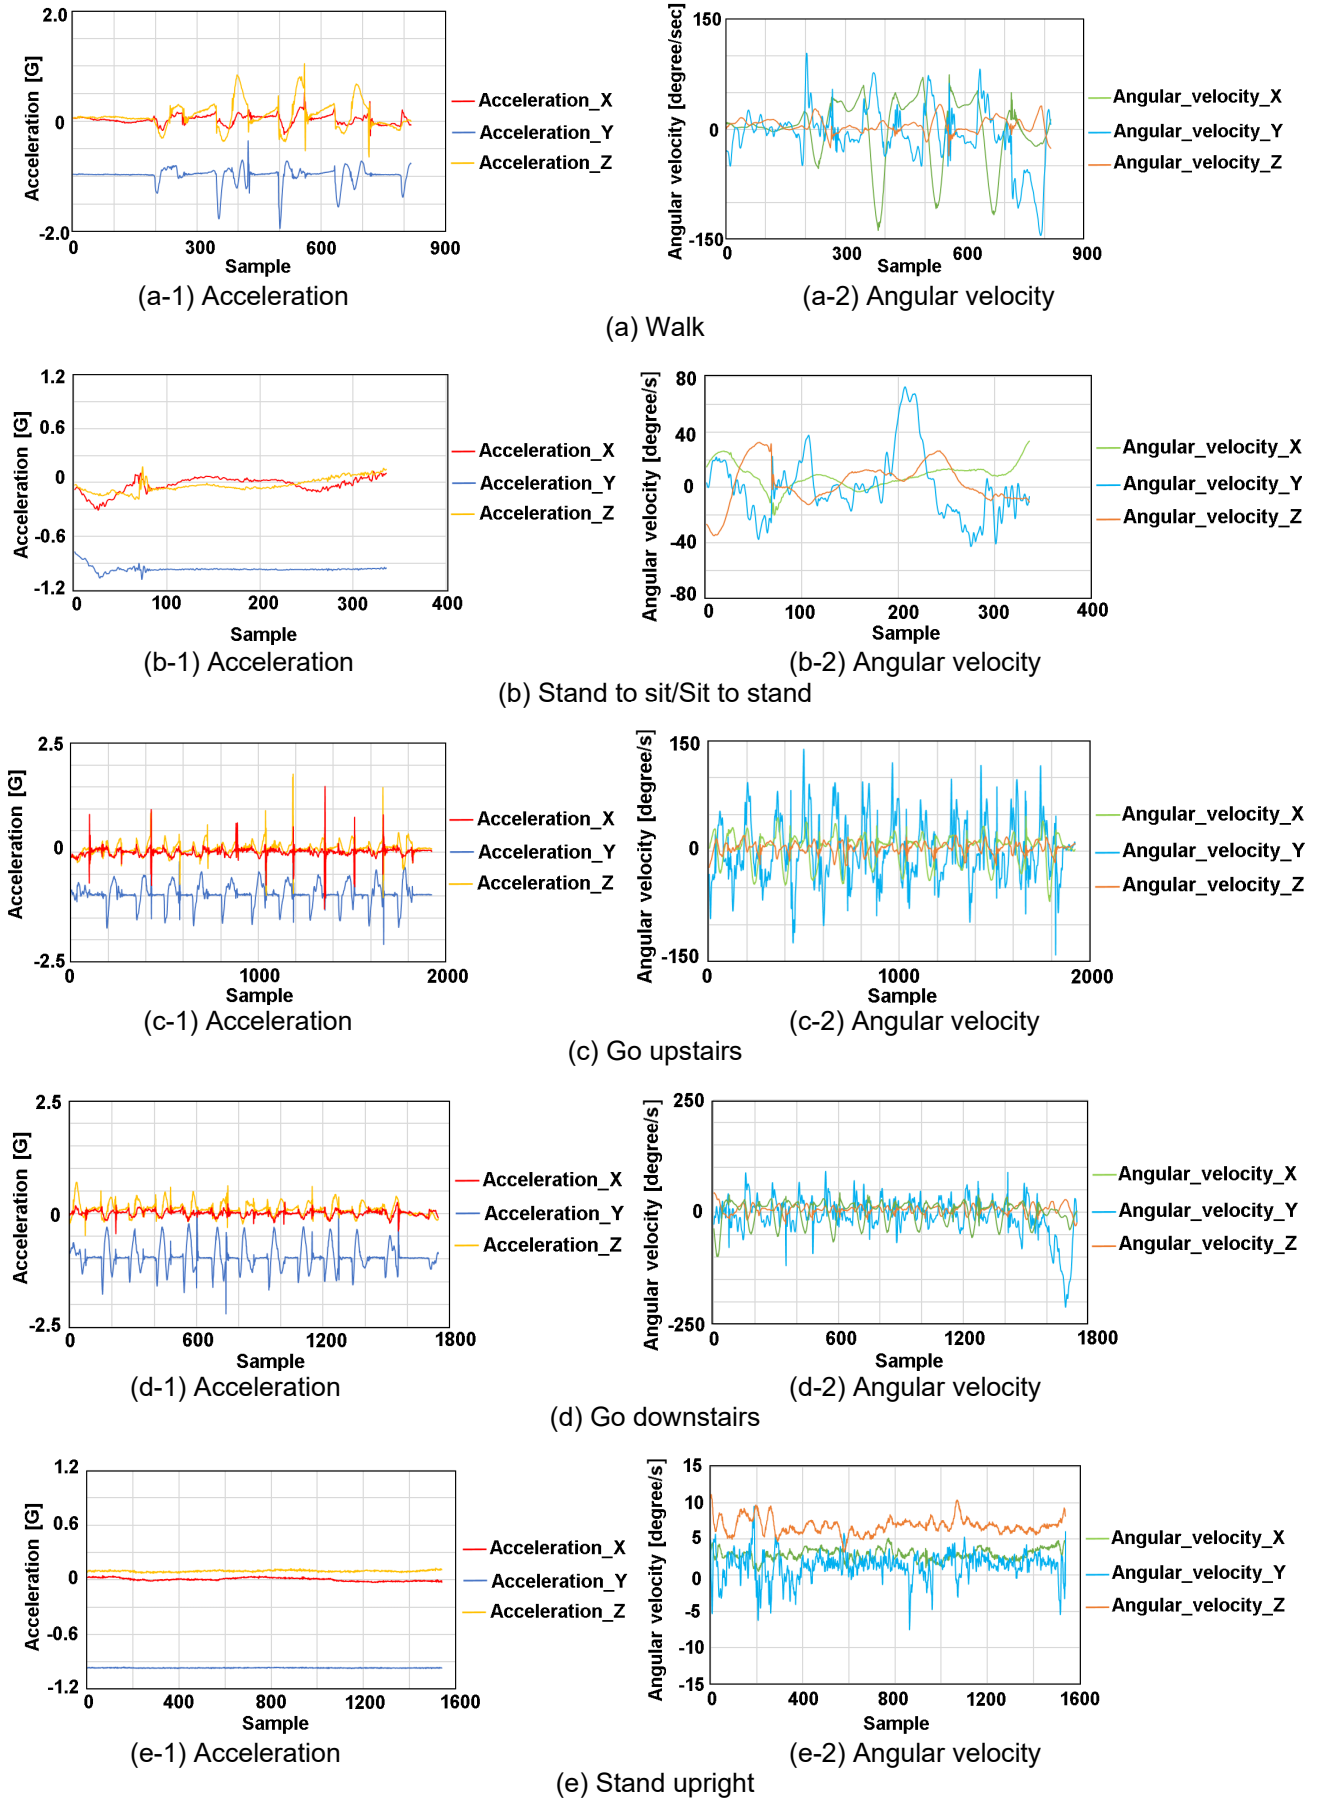 2.0
0
-2.0
Acceleration [G]
0 300 600 900
Sample
Acceleration_X
Acceleration_Y
Acceleration_Z
(a-1) Acceleration
150
0
-150
Angular velocity [degree/sec]
0 300 600 900
Sample
Angular_velocity_X
Angular_velocity_Y
Angular_velocity_Z
(a-2) Angular velocity
(a) Walk
1.2
0.6
0
-0.6
-1.2
Acceleration [G]
0 100 200 300 400
Sample
Acceleration_X
Acceleration_Y
Acceleration_Z
(b-1) Acceleration
80
40
0
-40
-80
Angular velocity [degree/s]
0 100 200 300 400
Sample
Angular_velocity_X
Angular_velocity_Y
Angular_velocity_Z
(b-2) Angular velocity
(b) Stand to sit/Sit to stand
2.5
0
-2.5
Acceleration [G]
0 1000 2000
Sample
Acceleration_X
Acceleration_Y
Acceleration_Z
(c-1) Acceleration
150
0
-150
Angular velocity [degree/s]
0 1000 2000
Sample
Angular_velocity_X
Angular_velocity_Y
Angular_velocity_Z
(c-2) Angular velocity
(c) Go upstairs
2.5
0
-2.5
Acceleration [G]
0 600 1200 1800
Sample
Acceleration_X
Acceleration_Y
Acceleration_Z
(d-1) Acceleration
250
0
-250
Angular velocity [degree/s]
0 600 1200 1800
Sample
Angular_velocity_X
Angular_velocity_Y
Angular_velocity_Z
(d-2) Angular velocity
(d) Go downstairs
1.2
0.6
0
-0.6
-1.2
Acceleration [G]
0 400 800 1200 1600
Sample
Acceleration_X
Acceleration_Y
Acceleration_Z
(e-1) Acceleration
15
10
5
0
-5
-10
-15
Angular velocity [degree/s]
0 400 800 1200 1600
Sample
Angular_velocity_X
Angular_velocity_Y
Angular_velocity_Z
(e-2) Angular velocity
(e) Stand upright